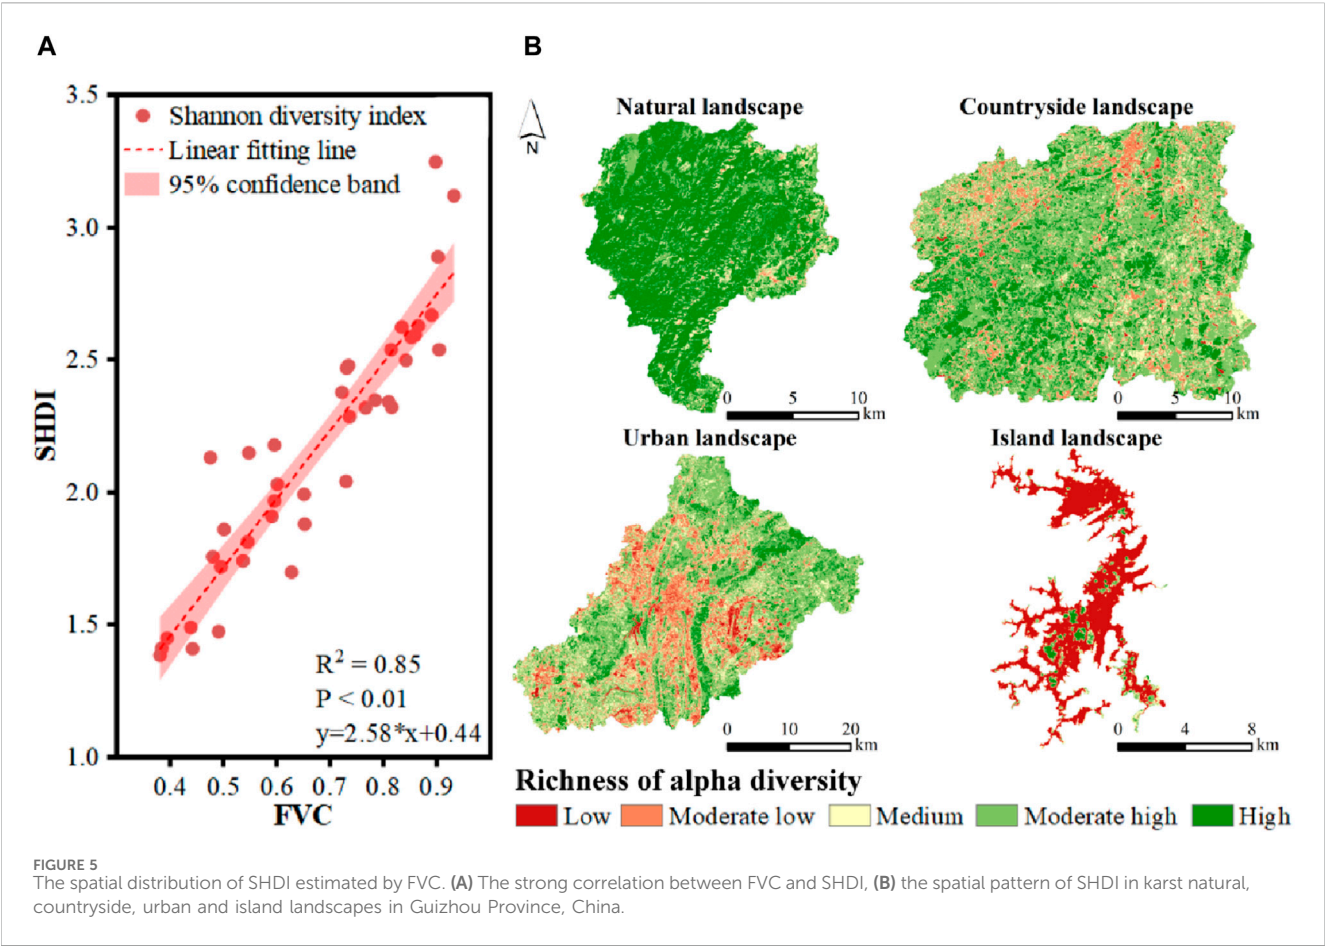 A
3.5
3.0
2.5
2.0
1.5
1.0
SHDI
Shannon diversity index
Linear fitting line
95% confidence band
R² = 0.85
P < 0.01
y=2.58*x+0.44
0.4 0.5 0.6 0.7 0.8 0.9
FVC
B
N
Natural landscape
0 5 10
km
Countryside landscape
0 5 10
km
Urban landscape
0 10 20
km
Island landscape
0 4 8
km
Richness of alpha diversity
Low Moderate low Medium Moderate high High
FIGURE 5
The spatial distribution of SHDI estimated by FVC. (A) The strong correlation between FVC and SHDI, (B) the spatial pattern of SHDI in karst natural,
countryside, urban and island landscapes in Guizhou Province, China.